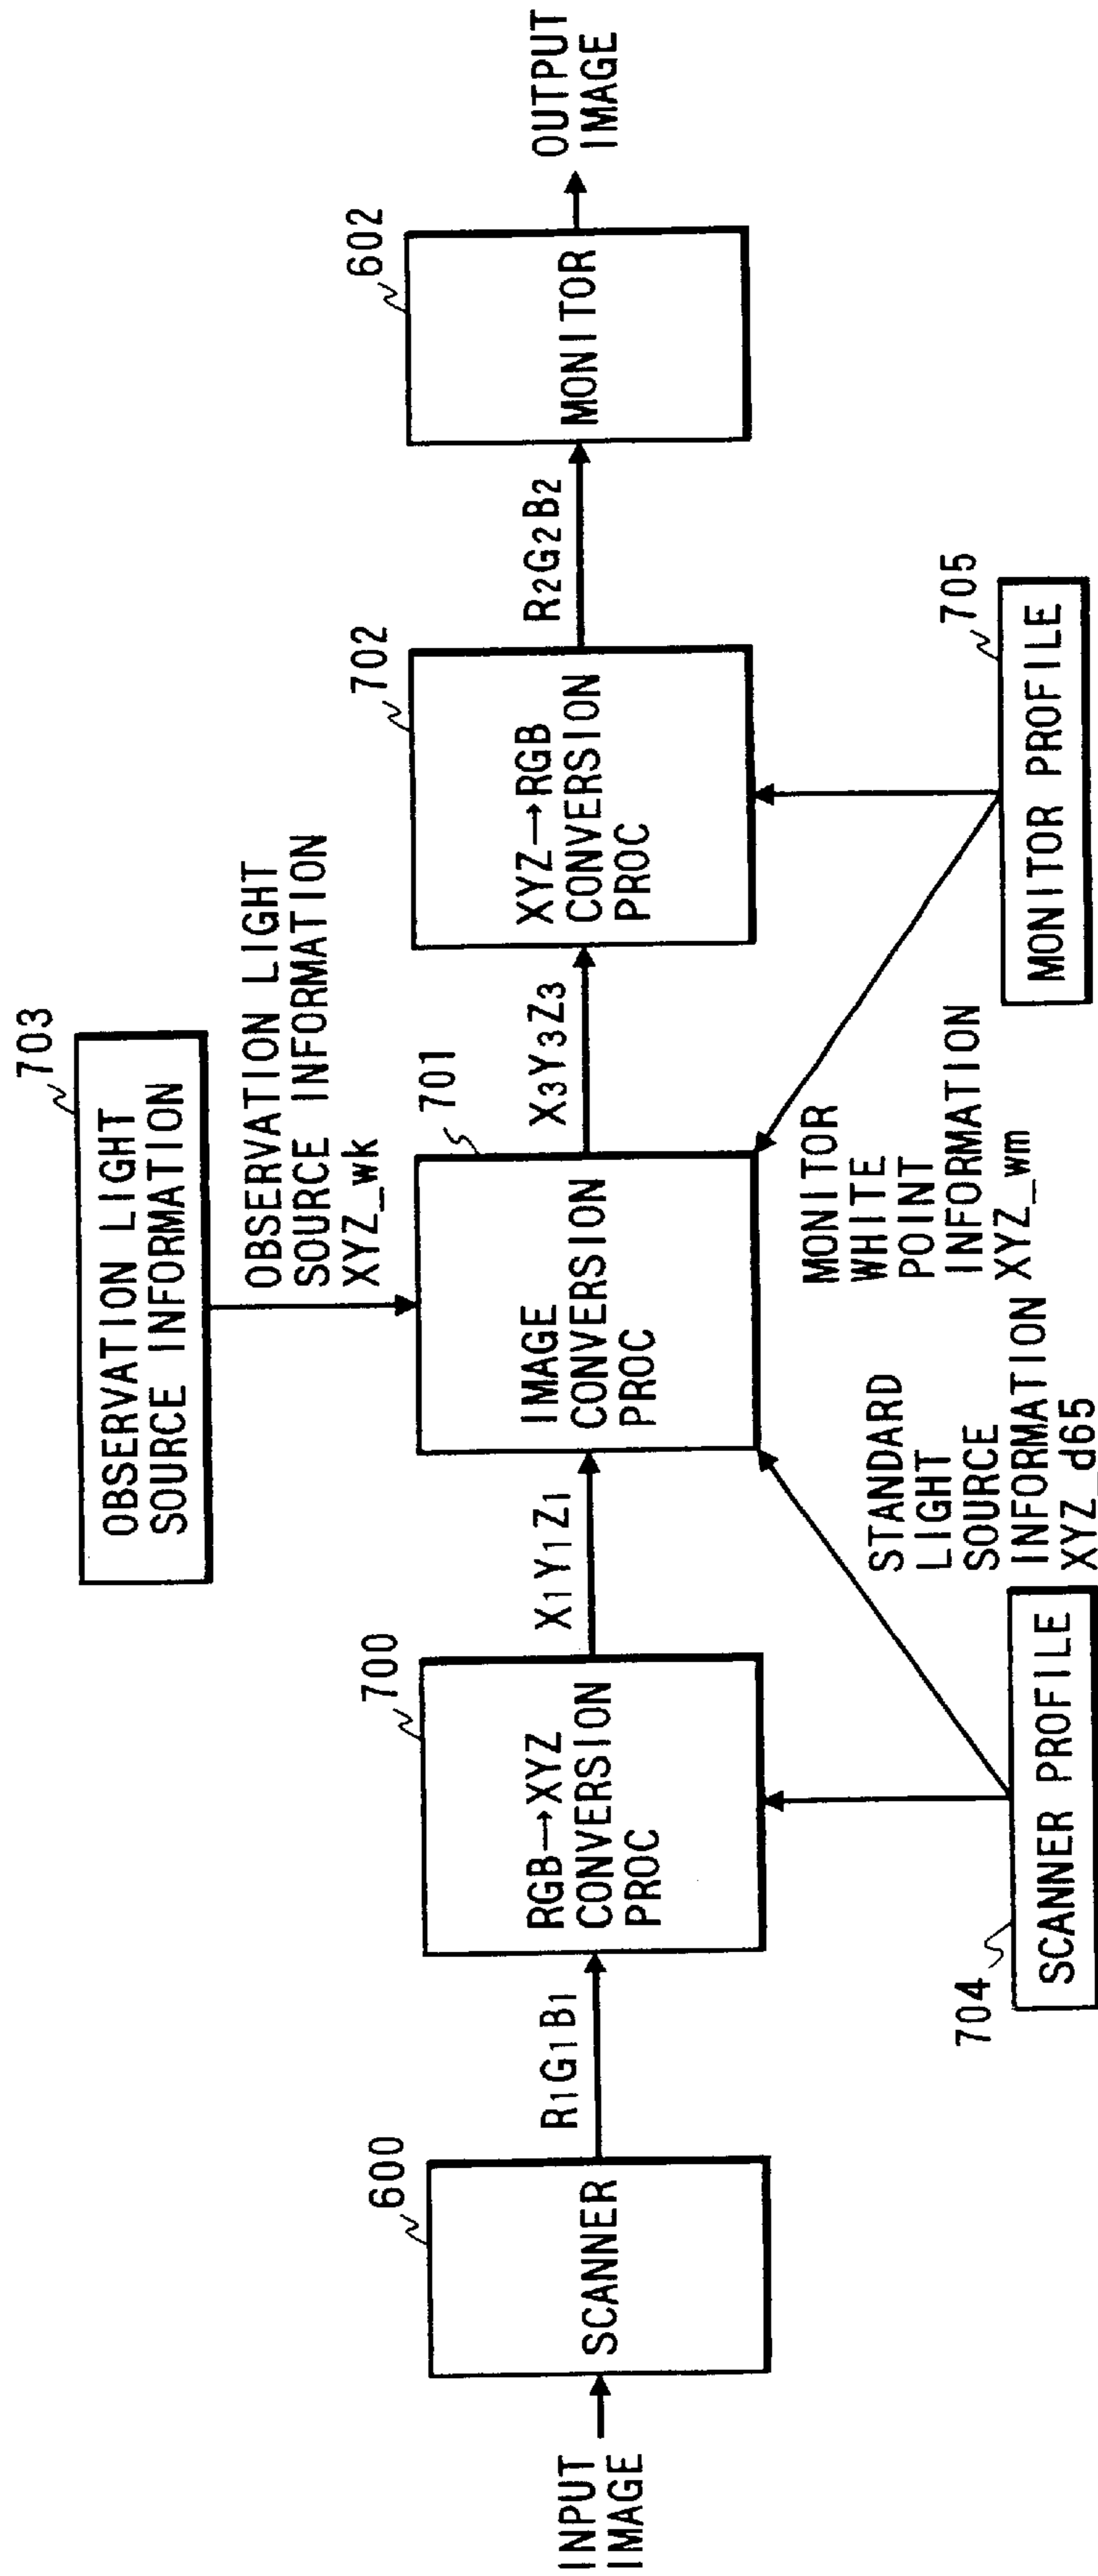 703
OBSERVATION LIGHT
SOURCE INFORMATION
OBSERVATION LIGHT
SOURCE INFORMATION
XYZ_wk
INPUT
IMAGE
600
SCANNER
R1G1B1
700
RGB→XYZ
CONVERSION
PROC
X1Y1Z1
701
IMAGE
CONVERSION
PROC
X3Y3Z3
702
XYZ→RGB
CONVERSION
PROC
R2G2B2
602
MONITOR
OUTPUT
IMAGE
704
SCANNER PROFILE
STANDARD
LIGHT
SOURCE
INFORMATION
XYZ_d65
MONITOR
WHITE
POINT
INFORMATION
XYZ_wm
705
MONITOR PROFILE